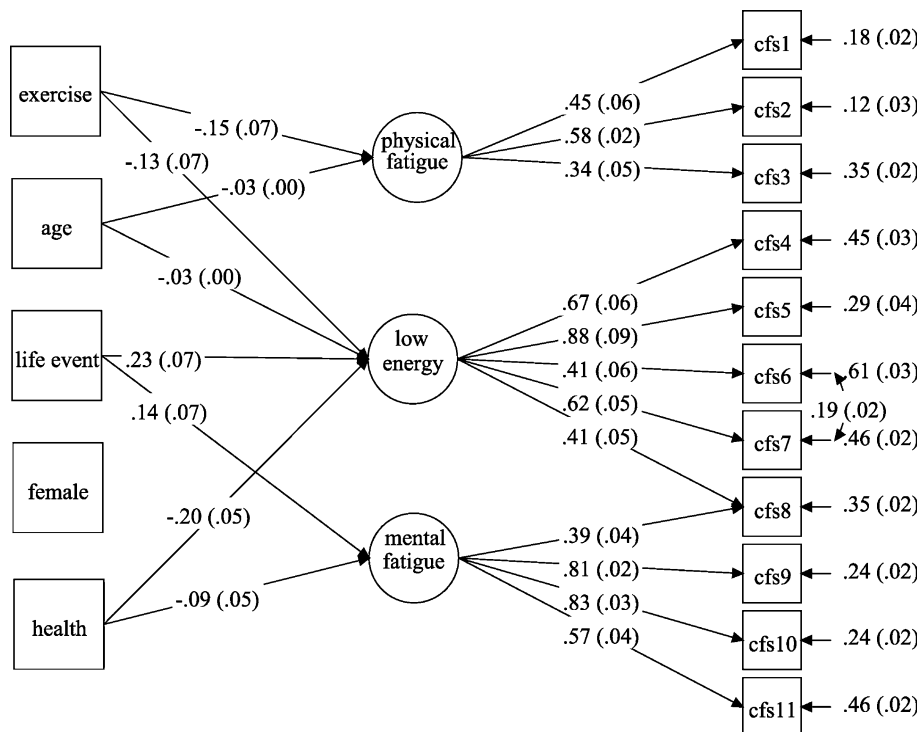 exercise
age
life event
female
health
-.15 (.07)
-.13 (.07)
-.03 (.00)
-.03 (.00)
.23 (.07)
.14 (.07)
-.20 (.05)
-.09 (.05)
physical
fatigue
low
energy
mental
fatigue
.45 (.06)
.58 (.02)
.34 (.05)
.67 (.06)
.88 (.09)
.41 (.06)
.62 (.05)
.41 (.05)
.39 (.04)
.81 (.02)
.83 (.03)
.57 (.04)
cfs1
.18 (.02)
cfs2
.12 (.03)
cfs3
.35 (.02)
cfs4
.45 (.03)
cfs5
.29 (.04)
cfs6
.61 (.03)
.19 (.02)
cfs7
.46 (.02)
cfs8
.35 (.02)
cfs9
.24 (.02)
cfs10
.24 (.02)
cfs11
.46 (.02)